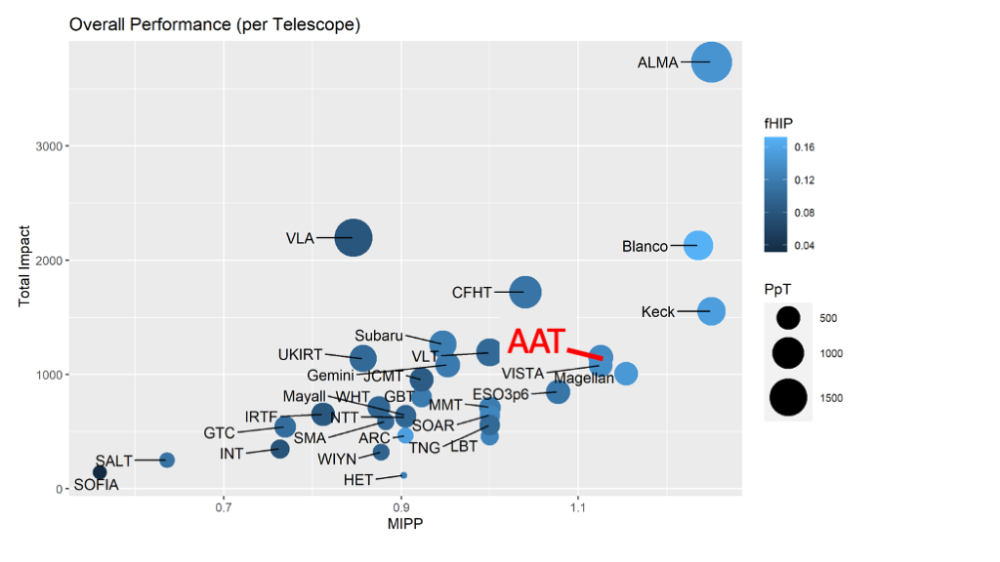 Overall Performance (per Telescope)
ALMA
fHIP
0.16
3000
0.12
0.08
VLA
Blanco
0.04
2000
Total Impact
CFHT
PpT
Keck
500
Subaru
AAT
1000
UKIRT
VLT
VISTA
1000
Gemini
JCMT
Magellan
1500
Mayall
WHT
GBT
ESO3p6
MMT
IRTF
NTT
SOAR
GTC
SMA
ARC
TNG
LBT
INT
WIYN
SALT
HET
SOFIA
0
0.7
0.9
1.1
MIPP